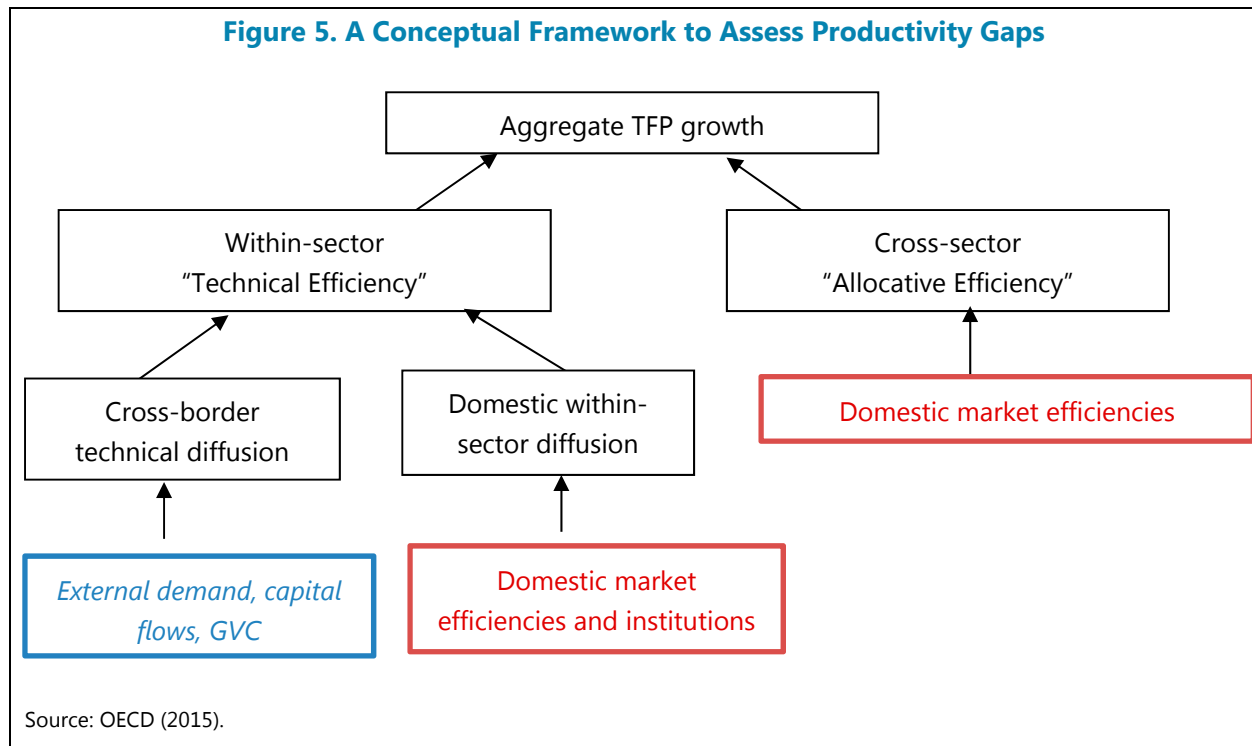 Figure 5. A Conceptual Framework to Assess Productivity Gaps
Aggregate TFP growth
Within-sector
“Technical Efficiency”
Cross-sector
“Allocative Efficiency”
Cross-border
technical diffusion
Domestic within-
sector diffusion
Domestic market efficiencies
External demand, capital
flows, GVC
Domestic market
efficiencies and institutions
Source: OECD (2015).